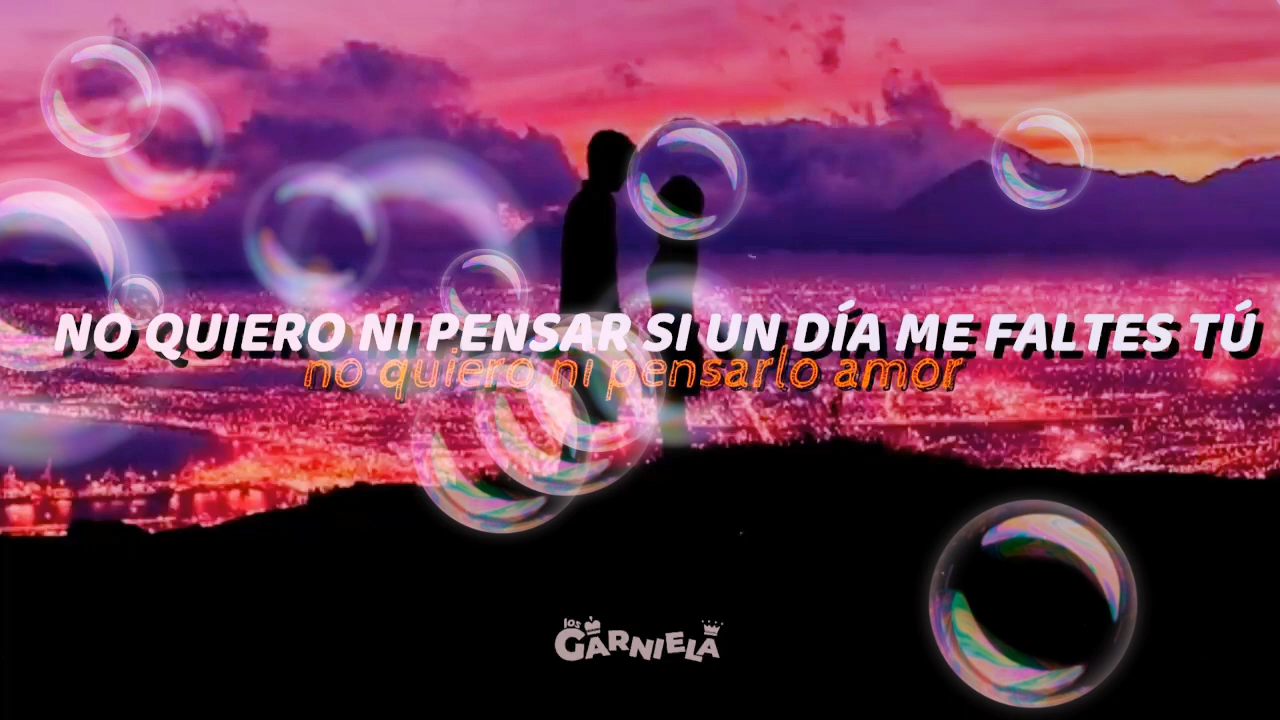 NO QUIERO NI PENSAR SI UN DÍA ME FALTES TÚ
no quiero ni pensarlo amor
los
GARNIELA